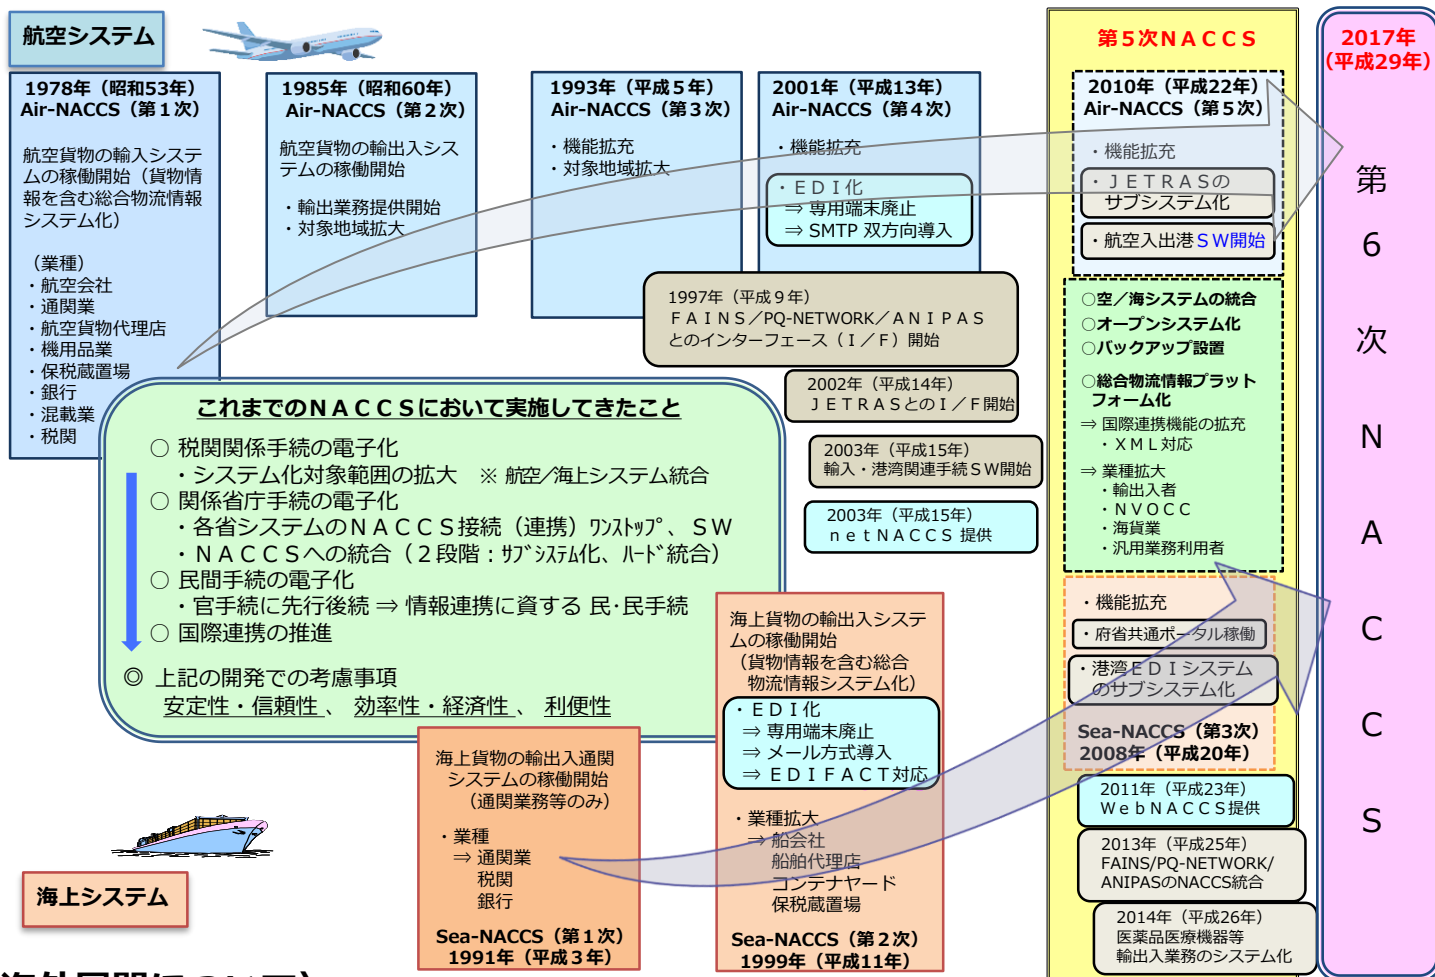 航空システム
1978年（昭和53年）
Air-NACCS（第１次）
航空貨物の輸入システ
ムの稼働開始（貨物情
報を含む総合物流情報
システム化）
（業種）
・航空会社
・通関業
・航空貨物代理店
・機用品業
・保税蔵置場
・銀行
・混載業
・税関
1985年（昭和60年）
Air-NACCS（第２次）
航空貨物の輸出入シス
テムの稼働開始
・輸出業務提供開始
・対象地域拡大
1993年（平成５年）
Air-NACCS（第３次）
・機能拡充
・対象地域拡大
2001年（平成13年）
Air-NACCS（第４次）
・機能拡充
・ＥＤＩ化
⇒ 専用端末廃止
⇒ SMTP 双方向導入
1997年（平成９年）
ＦＡＩＮＳ／PQ-NETWORK／ＡＮＩＰＡＳ
とのインターフェース（Ｉ／Ｆ）開始
2002年（平成14年）
ＪＥＴＲＡＳとのＩ／Ｆ開始
2003年（平成15年）
輸入・港湾関連手続ＳＷ開始
2003年（平成15年）
ｎｅｔNACCS 提供
これまでのＮＡＣＣＳにおいて実施してきたこと
○ 税関関係手続の電子化
・システム化対象範囲の拡大　※ 航空/海上システム統合
○ 関係省庁手続の電子化
・各省システムのＮＡＣＣＳ接続（連携）ﾜﾝｽﾄｯﾌﾟ、ＳＷ
・ＮＡＣＣＳへの統合（２段階：ｻﾌﾞｼｽﾃﾑ化、ﾊｰﾄﾞ統合）
○ 民間手続の電子化
・官手続に先行後続 ⇒ 情報連携に資する 民･民手続
○ 国際連携の推進
◎ 上記の開発での考慮事項
安定性・信頼性 、 効率性・経済性 、 利便性
海上システム
海上貨物の輸出入通関
システムの稼働開始
（通関業務等のみ）
・業種
⇒ 通関業
税関
銀行
Sea-NACCS（第１次）
1991年（平成３年）
海上貨物の輸出入システ
ムの稼働開始
（貨物情報を含む総合
物流情報システム化）
・ＥＤＩ化
⇒ 専用端末廃止
⇒ メール方式導入
⇒ ＥＤＩＦＡＣＴ対応
・業種拡大
⇒ 船会社
船舶代理店
コンテナヤード
保税蔵置場
Sea-NACCS（第２次）
1999年（平成11年）
第５次ＮＡＣＣＳ
2010年（平成22年）
Air-NACCS（第５次）
・機能拡充
・ＪＥＴＲＡＳの
サブシステム化
・航空入出港ＳＷ開始
○空／海システムの統合
○オープンシステム化
○バックアップ設置
○総合物流情報プラット
フォーム化
⇒ 国際連携機能の拡充
・ＸＭＬ対応
⇒ 業種拡大
・輸出入者
・ＮＶＯＣＣ
・海貨業
・汎用業務利用者
・機能拡充
・府省共通ポータル稼働
・港湾ＥＤＩシステム
のサブシステム化
Sea-NACCS（第3次）
2008年（平成20年）
2011年（平成23年）
ＷｅｂNACCS提供
2013年（平成25年）
FAINS/PQ-NETWORK/
ANIPASのNACCS統合
2014年（平成26年）
医薬品医療機器等
輸出入業務のシステム化
2017年
（平成29年）
第
６
次
Ｎ
Ａ
Ｃ
Ｃ
Ｓ